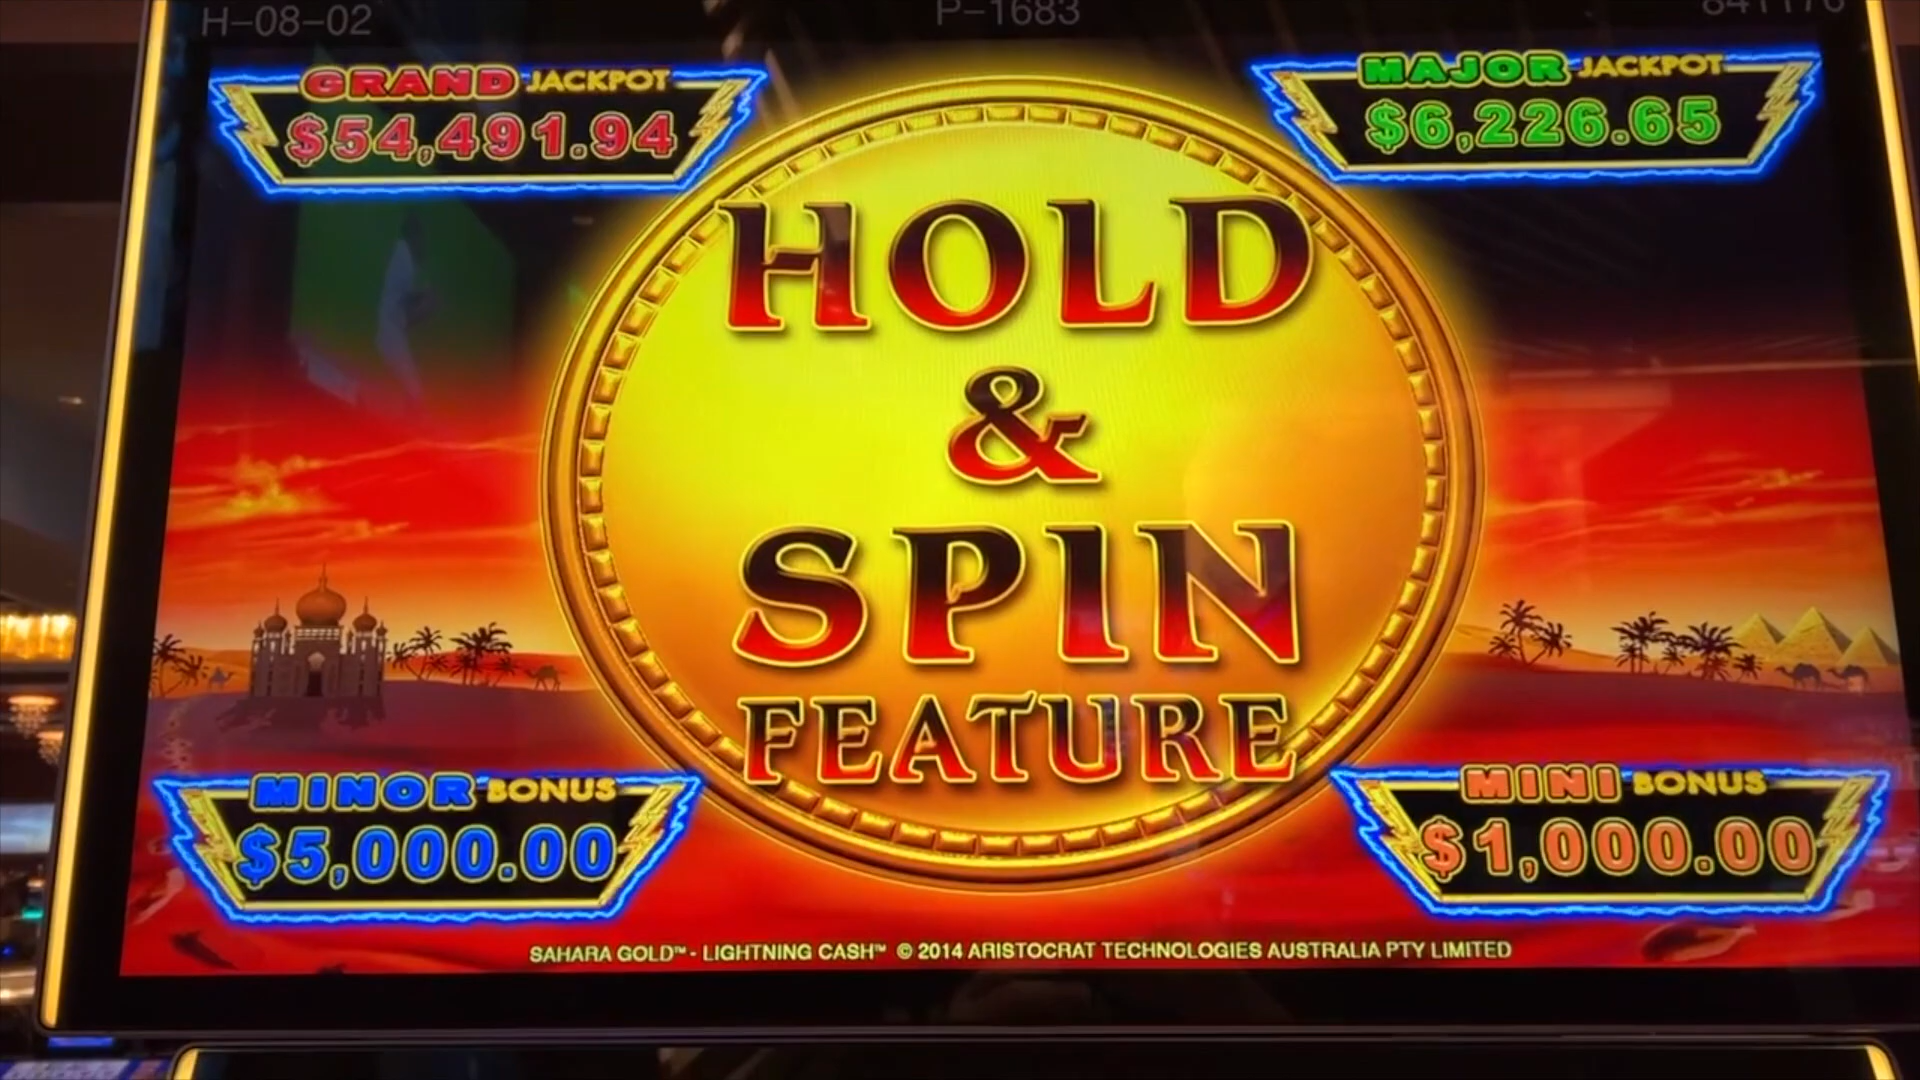 H-08-02
P-1683
841176
GRAND JACKPOT
$54,491.94
MAJOR JACKPOT
$6,226.65
HOLD
&
SPIN
FEATURE
MINOR BONUS
$5,000.00
MINI BONUS
$1,000.00
SAHARA GOLD™ - LIGHTNING CASH™ © 2014 ARISTOCRAT TECHNOLOGIES AUSTRALIA PTY LIMITED